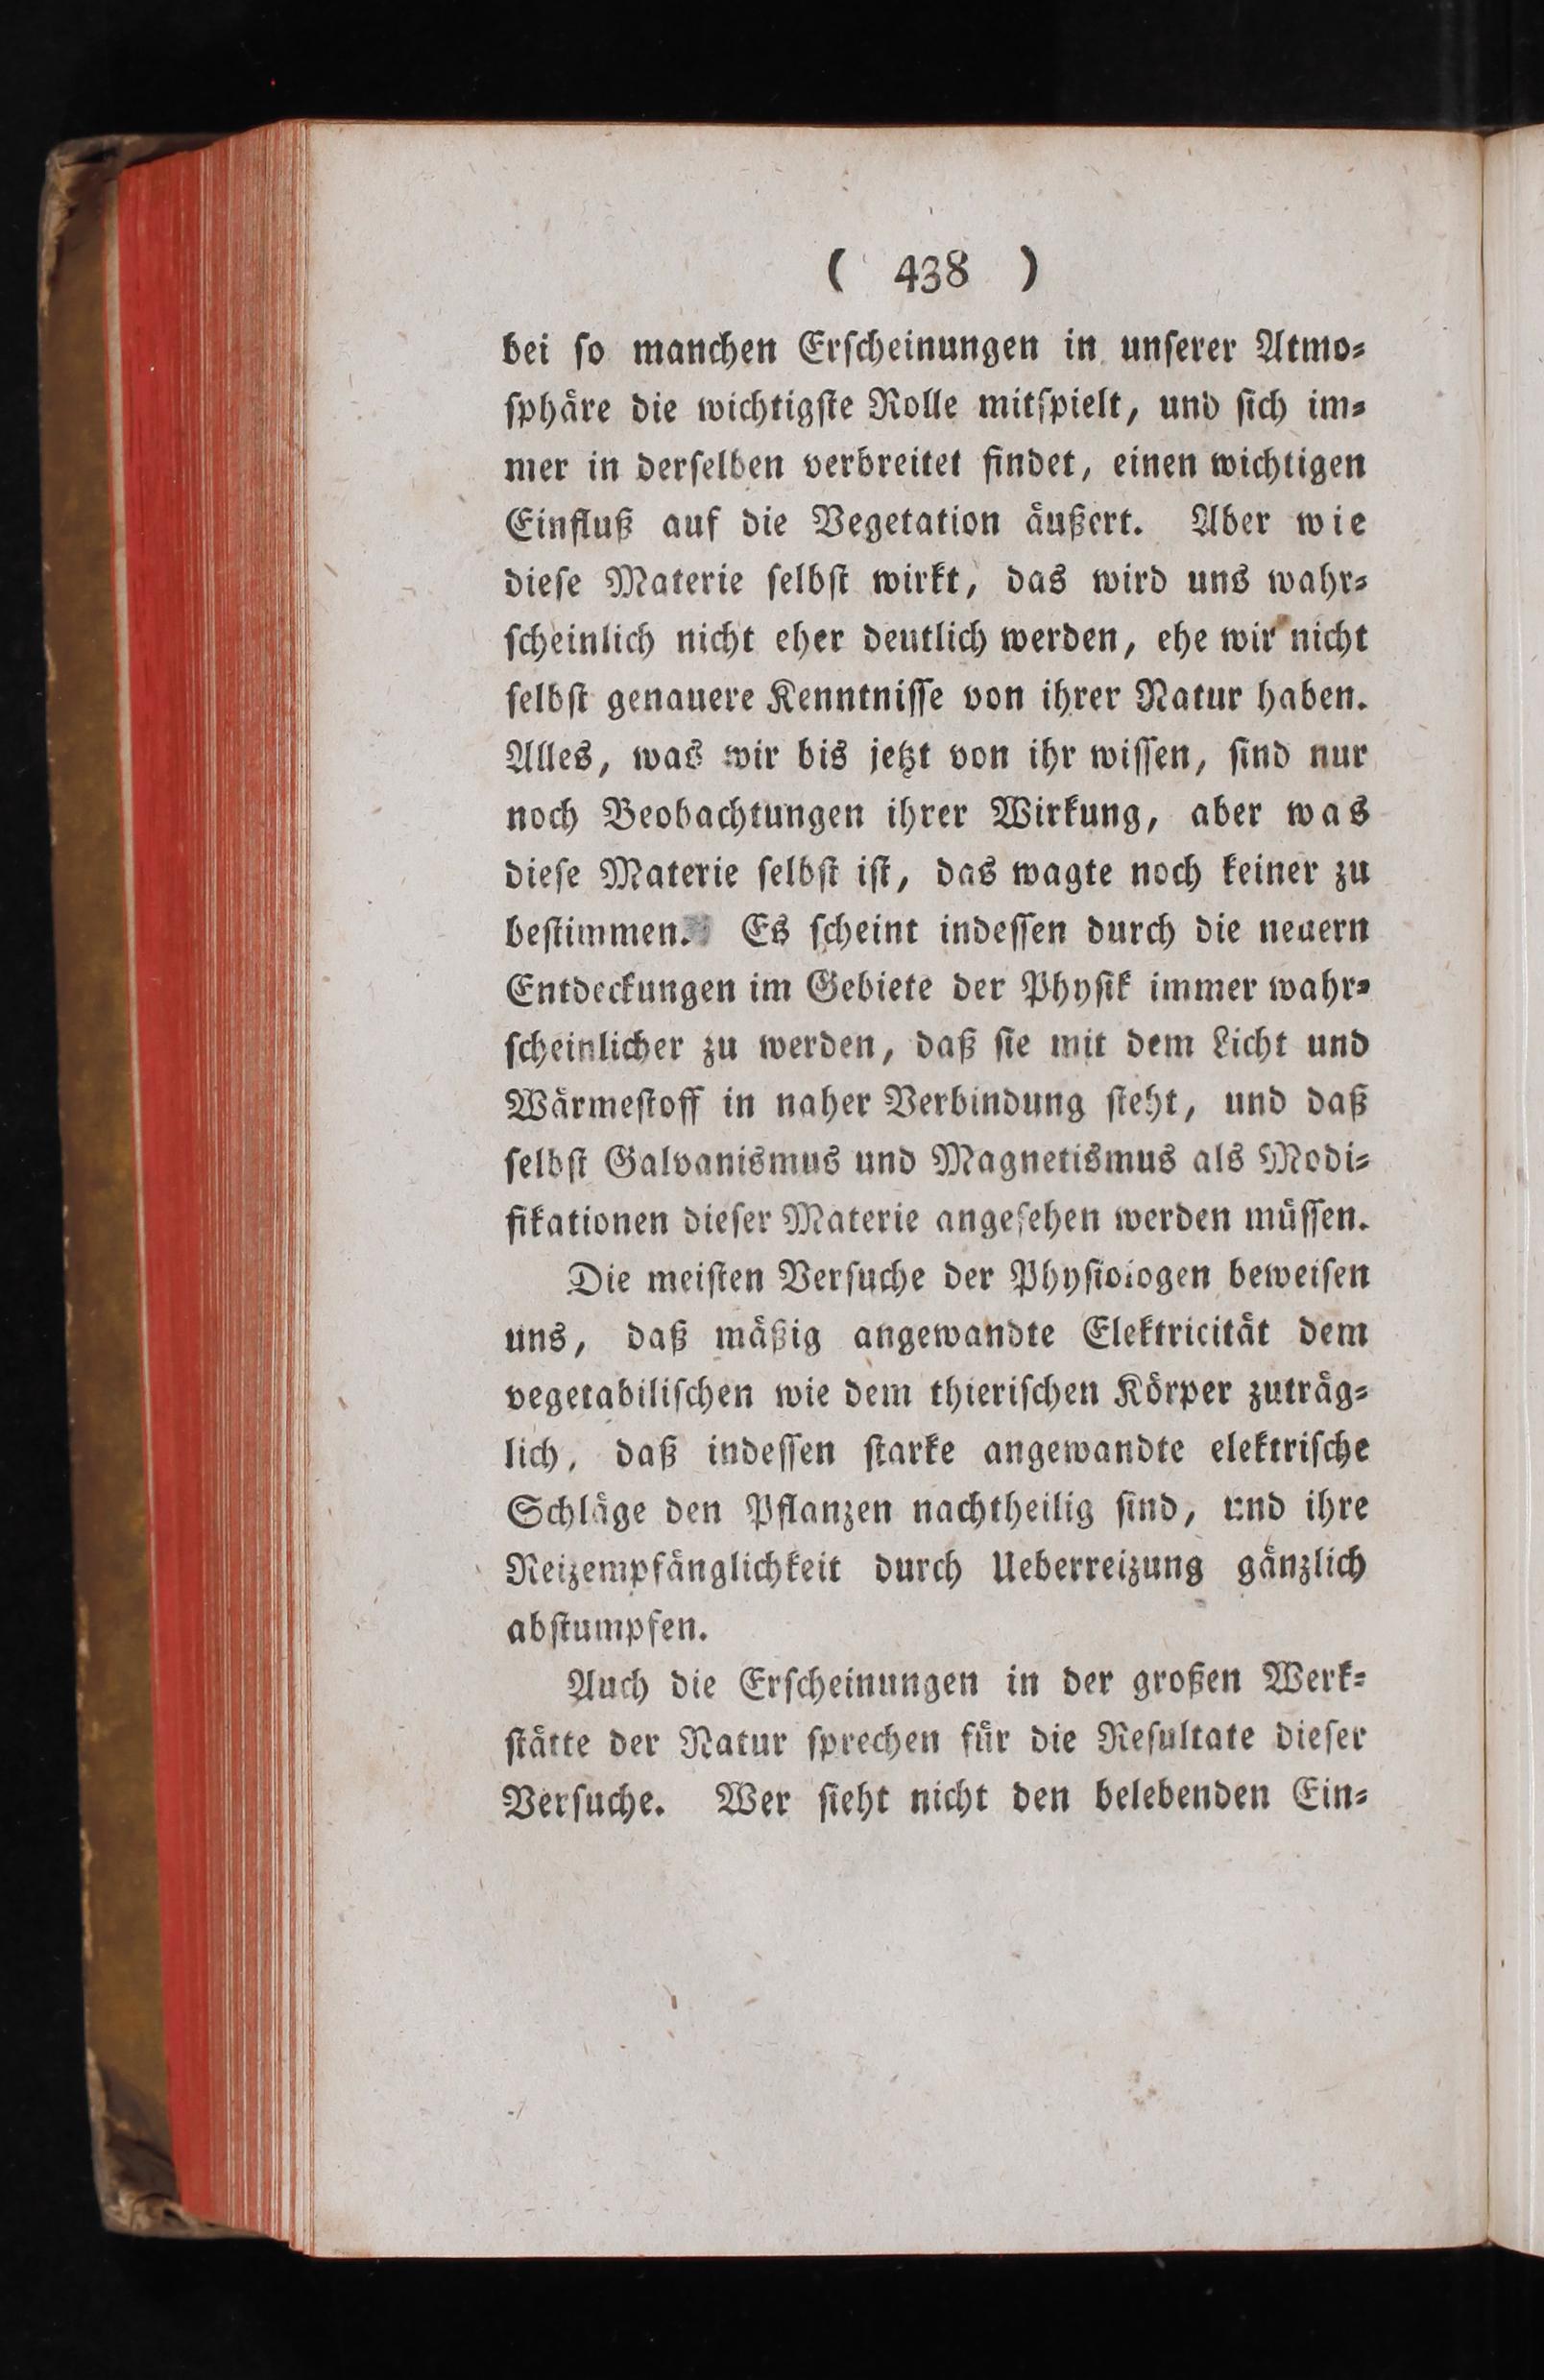 ( 438 )
bei ſo manchen Erſcheinungen in unſerer Atmo⸗
ſphäre die wichtigſte Rolle mitſpielt, und ſich im⸗
mer in derſelben verbreitet findet, einen wichtigen
Einfluß auf die Vegetation äußert. Aber wie
dieſe Materie ſelbſt wirkt, das wird uns wahr⸗
ſcheinlich nicht eher deutlich werden, ehe wir nicht
ſelbſt genauere Kenntniſſe von ihrer Natur haben.
Alles, was wir bis jetzt von ihr wiſſen, ſind nur
noch Beobachtungen ihrer Wirkung, aber was
dieſe Materie ſelbſt iſt, das wagte noch keiner zu
beſtimmen. Es ſcheint indeſſen durch die neuern
Entdeckungen im Gebiete der Phyſik immer wahr⸗
ſcheinlicher zu werden, daß ſie mit dem Licht und
Wärmeſtoff in naher Verbindung ſteht, und daß
ſelbſt Galvanismus und Magnetismus als Modi⸗
fikationen dieſer Materie angeſehen werden müſſen.
Die meiſten Verſuche der Phyſiologen beweiſen
uns, daß mäßig angewandte Elektricität dem
vegetabiliſchen wie dem thieriſchen Körper zuträg⸗
lich, daß indeſſen ſtarke angewandte elektriſche
Schläge den Pflanzen nachtheilig ſind, und ihre
Reizempfänglichkeit durch Ueberreizung gänzlich
abſtumpfen.
Auch die Erſcheinungen in der großen Werk⸗
ſtätte der Natur ſprechen für die Reſultate dieſer
Verſuche. Wer ſieht nicht den belebenden Ein⸗